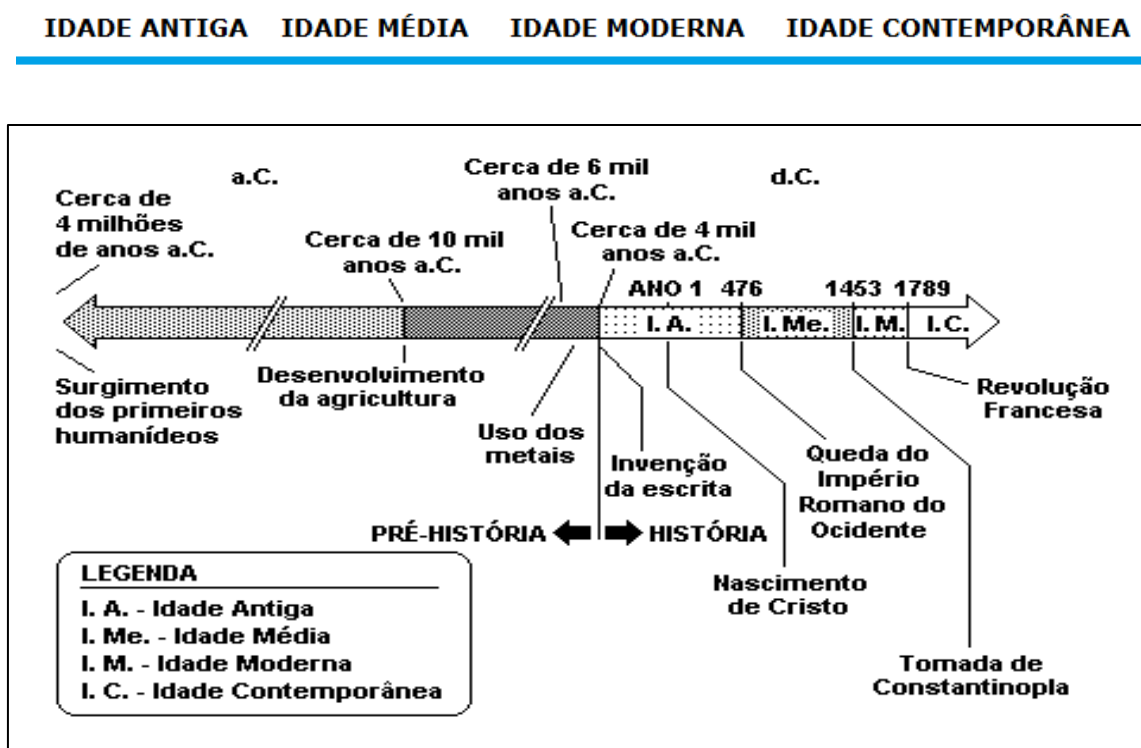 IDADE ANTIGA IDADE MÉDIA IDADE MODERNA IDADE CONTEMPORÂNEA
a.C.
d.C.
Cerca de
4 milhões
de anos a.C.
Cerca de 10 mil
anos a.C.
Cerca de 6 mil
anos a.C.
Cerca de 4 mil
anos a.C.
ANO 1 476 1453 1789
I. A. I. Me. I. M. I. C.
Surgimento
dos primeiros
humanídeos
Desenvolvimento
da agricultura
Uso dos
metais
Invenção
da escrita
Nascimento
de Cristo
Queda do
Império
Romano do
Ocidente
Tomada de
Constantinopla
Revolução
Francesa
PRÉ-HISTÓRIA HISTÓRIA
LEGENDA
I. A. - Idade Antiga
I. Me. - Idade Média
I. M. - Idade Moderna
I. C. - Idade Contemporânea